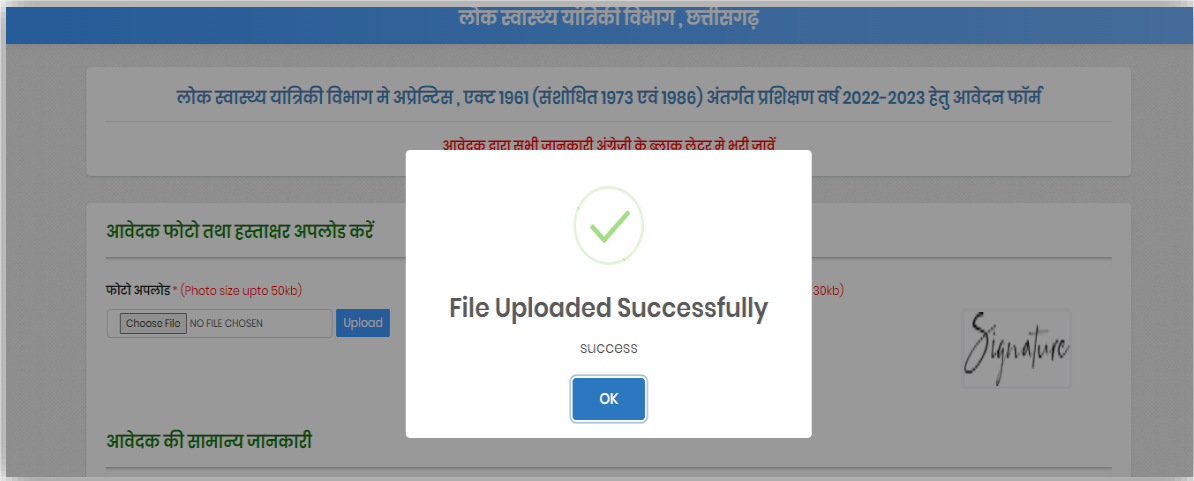 लोक स्वास्थ्य यांत्रिकी विभाग , छत्तीसगढ़
लोक स्वास्थ्य यांत्रिकी विभाग मे अप्रेन्टिस , एक्ट 1961 (संशोधित 1973 एवं 1986) अंतर्गत प्रशिक्षण वर्ष 2022-2023 हेतु आवेदन फॉर्म
आवेदक द्वारा सभी जानकारी अंग्रेजी के ब्लाक लेटर मे भरी जावें
आवेदक फोटो तथा हस्ताक्षर अपलोड करें
फोटो अपलोड * (Photo size upto 50kb)
30kb)
Choose File NO FILE CHOSEN Upload
Signature
File Uploaded Successfully
success
OK
आवेदक की सामान्य जानकारी